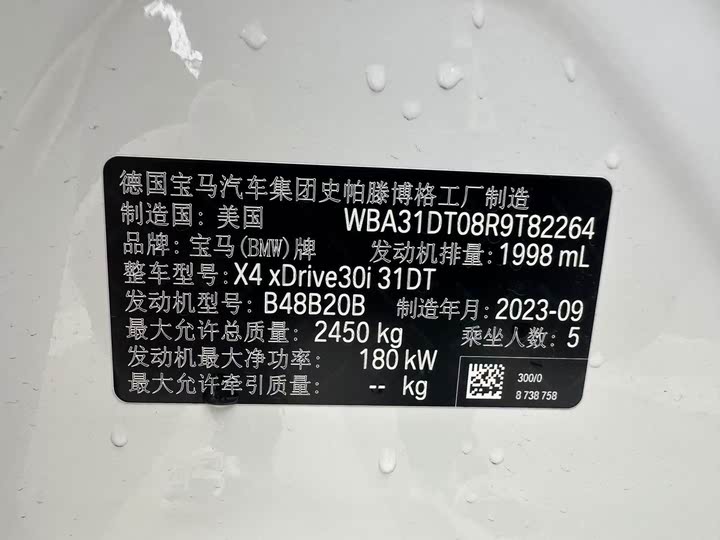 德国宝马汽车集团史帕滕博格工厂制造
制造国: 美国 WBA31DT08R9T82264
品牌: 宝马(BMW)牌 发动机排量: 1998 mL
整车型号: X4 xDrive30i 31DT
发动机型号: B48B20B 制造年月: 2023-09
最大允许总质量: 2450 kg 乘坐人数: 5
发动机最大净功率: 180 kW
最大允许牵引质量: -- kg
300/0
8 738 758